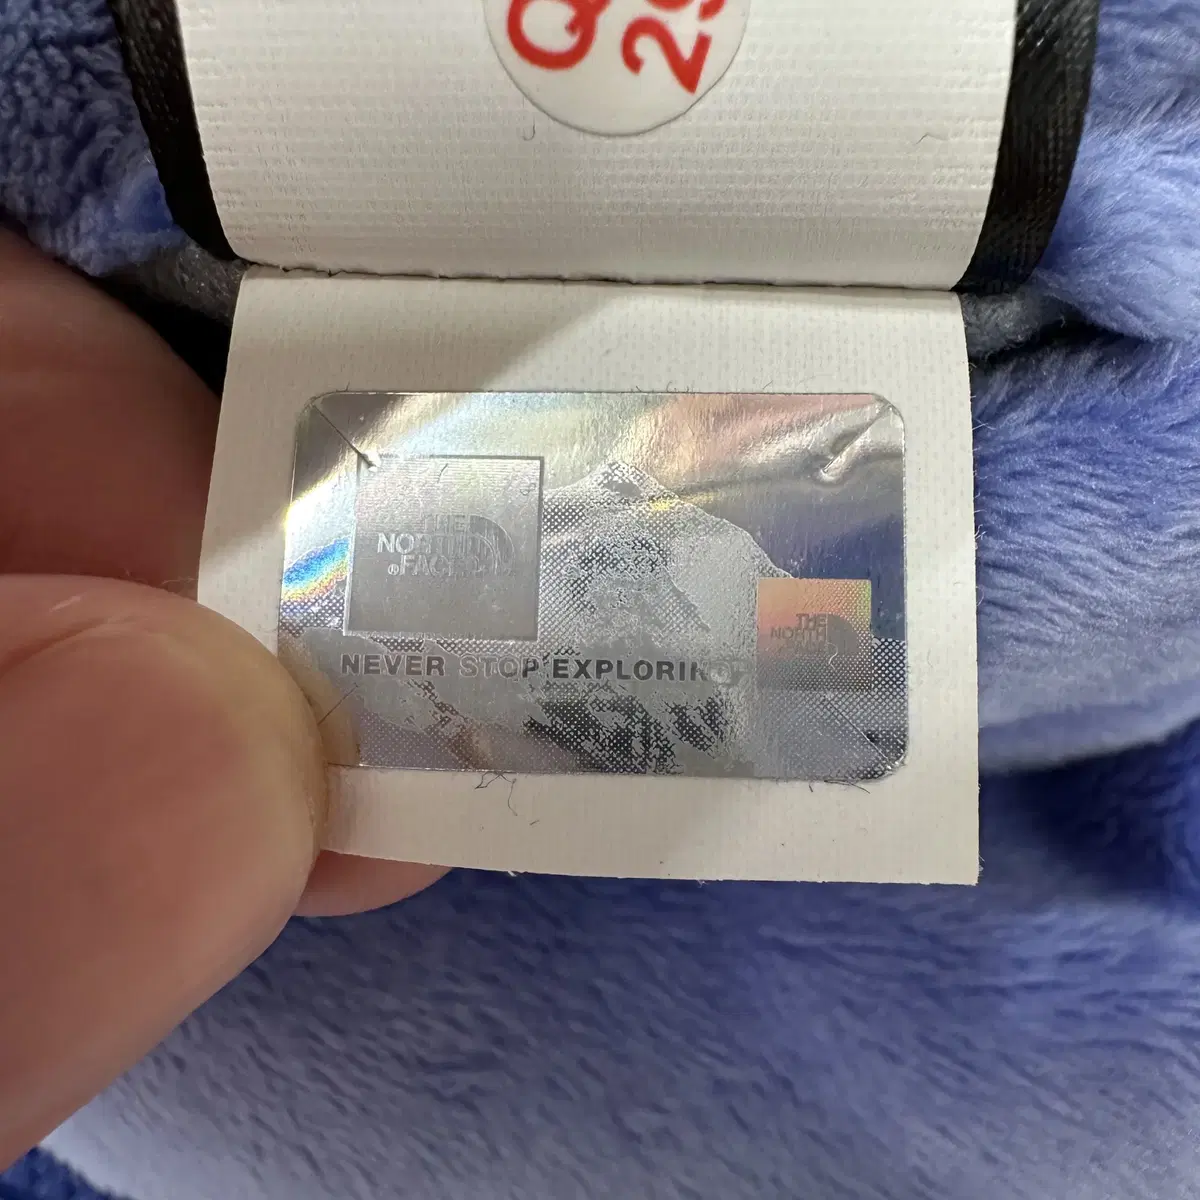 THE
NORTH
FACE
NEVER STOP EXPLORING
THE
NORTH
FACE